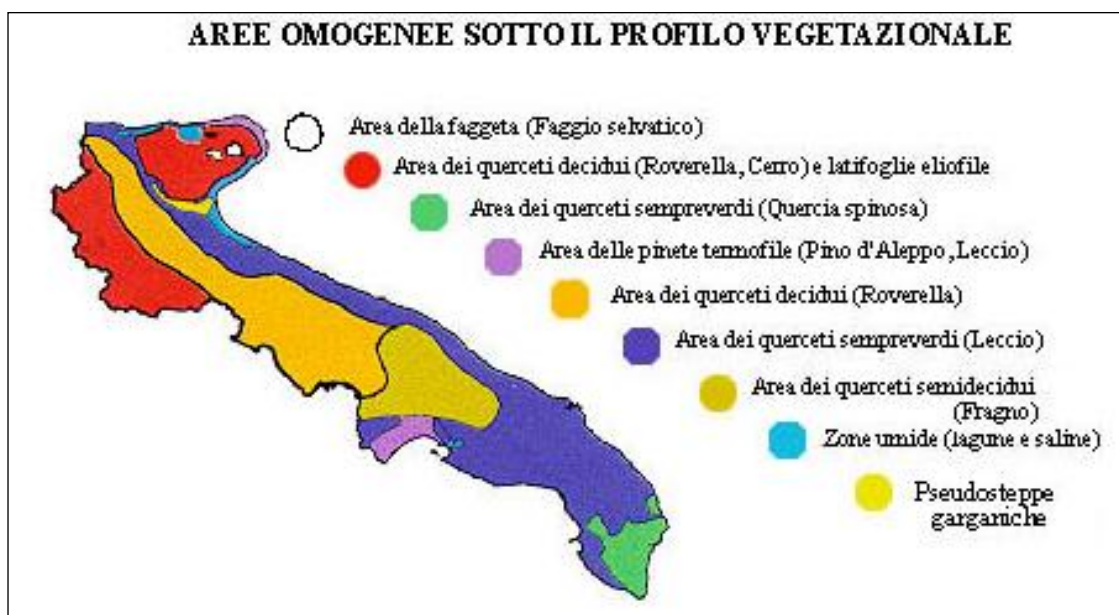 AREE OMOGENEE SOTTO IL PROFILO VEGETAZIONALE
Area della faggeta (Faggio selvatico)
Area dei querceti decidui (Roverella, Cerro) e latifoglie eliofile
Area dei querceti sempreverdi (Quercia spinosa)
Area delle pinete termofile (Pino d'Aleppo, Leccio)
Area dei querceti decidui (Roverella)
Area dei querceti sempreverdi (Leccio)
Area dei querceti semidecidui
(Fragno)
Zone umide (lagune e saline)
Pseudosteppe
garganiche